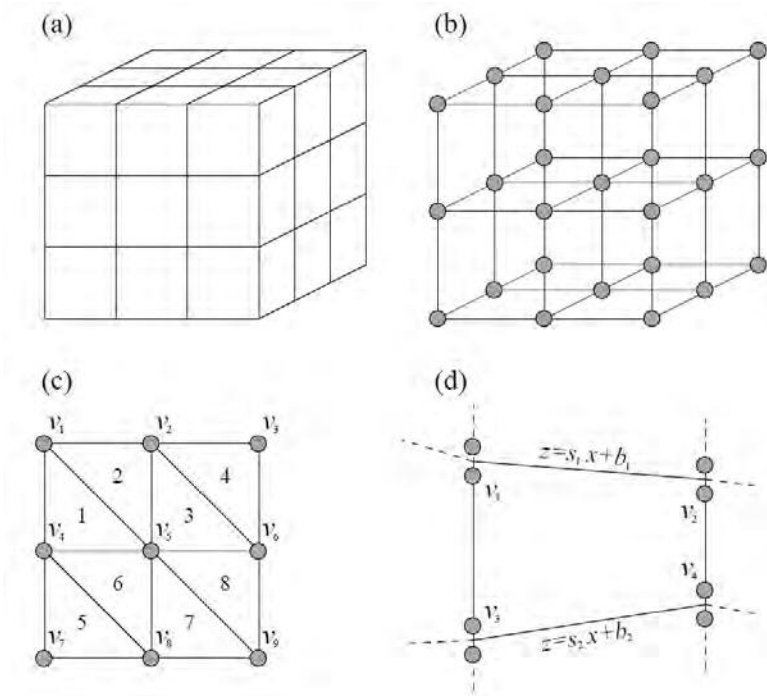 (a)
(b)
(c)
v₁ v₂ v₃
2 4
1 3
v₄ v₅ v₆
6 8
5 7
v₇ v₈ v₉
(d)
z=s₁x+b₁
v₁
v₂
v₄
v₃
z=s₂x+b₂